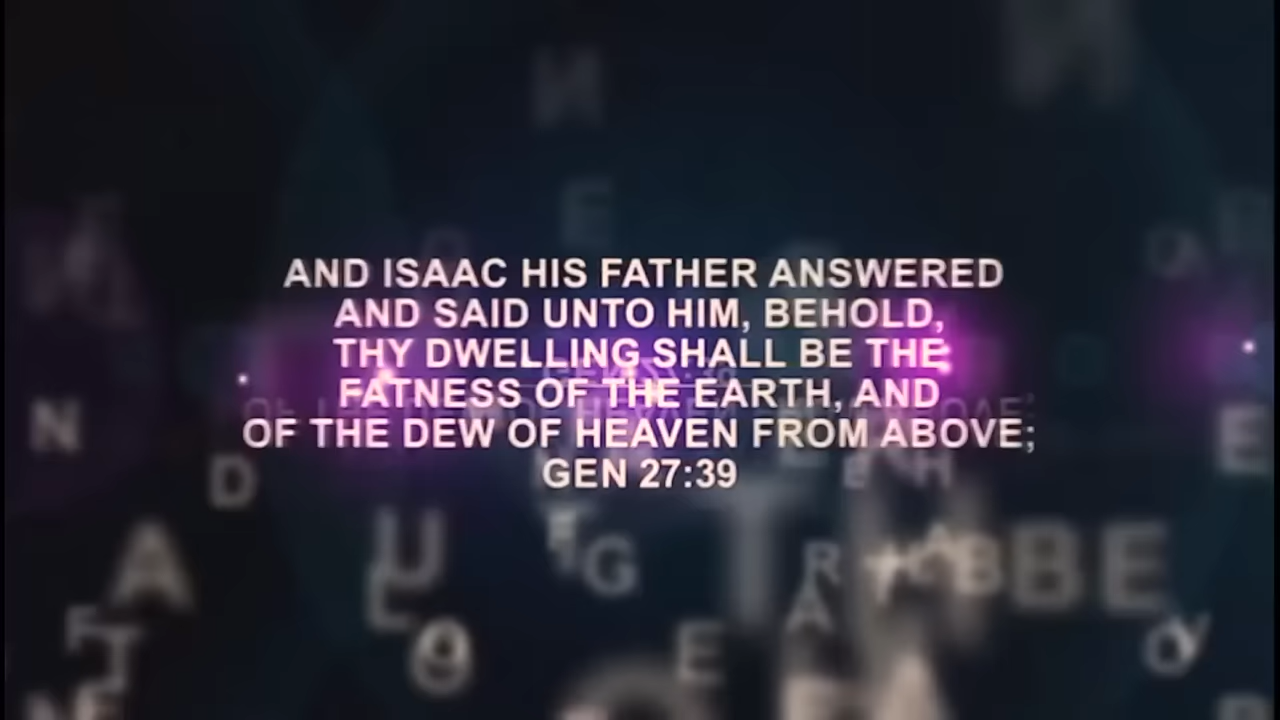 AND ISAAC HIS FATHER ANSWERED
AND SAID UNTO HIM, BEHOLD,
THY DWELLING SHALL BE THE
FATNESS OF THE EARTH, AND
OF THE DEW OF HEAVEN FROM ABOVE;
GEN 27:39